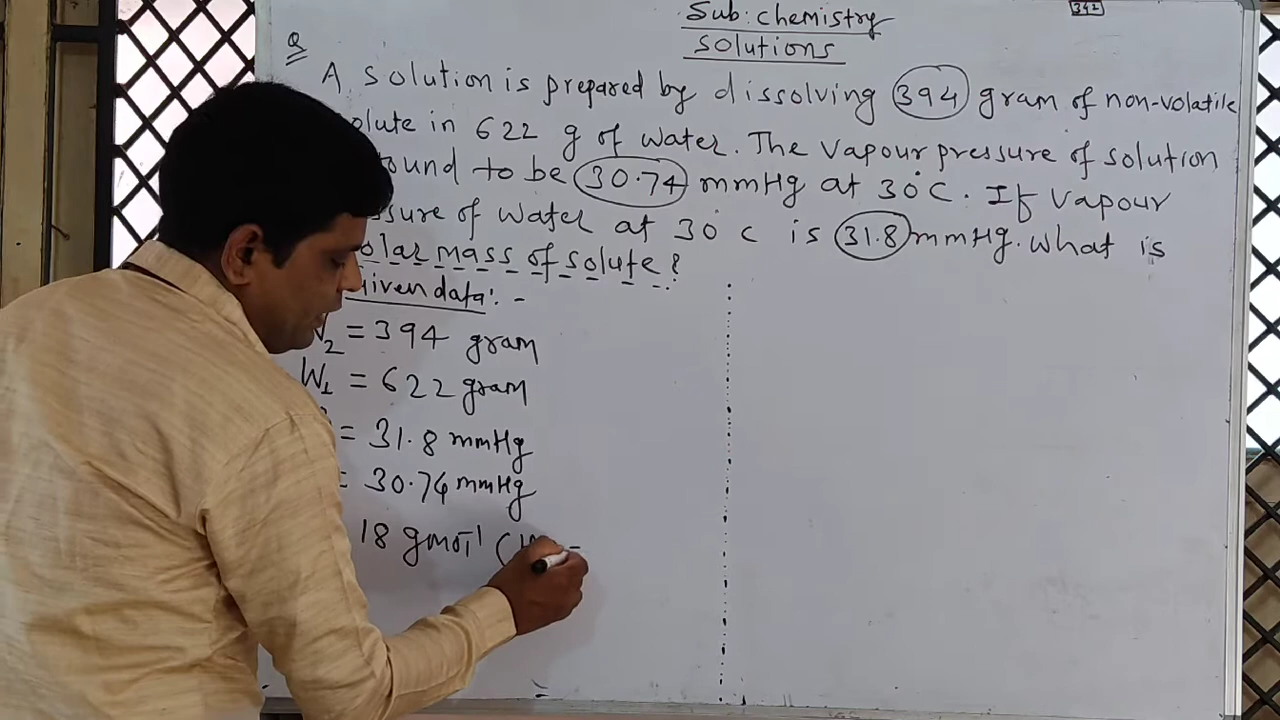 Sub: chemistry
342
Solutions
Q
A solution is prepared by dissolving 394 gram of non-volatile
olute in 622 g of water. The vapour pressure of solution
ound to be 30.74 mmHg at 30°C. If vapour
ssure of water at 30°C is 31.8 mmHg. What is
olar mass of solute?
iven data: -
W2 = 394 gram
W1 = 622 gram
= 31.8 mmHg
= 30.74 mmHg
18 gmol-1 (